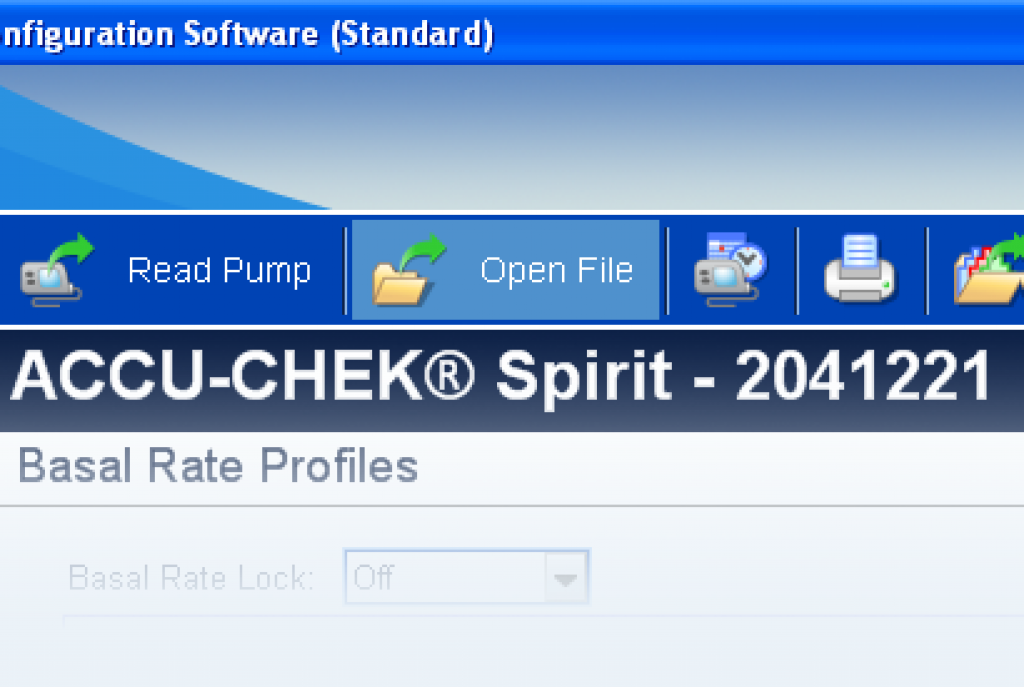 nfiguration Software (Standard)
Read Pump Open File
ACCU-CHEK® Spirit - 2041221
Basal Rate Profiles
Basal Rate Lock: Off